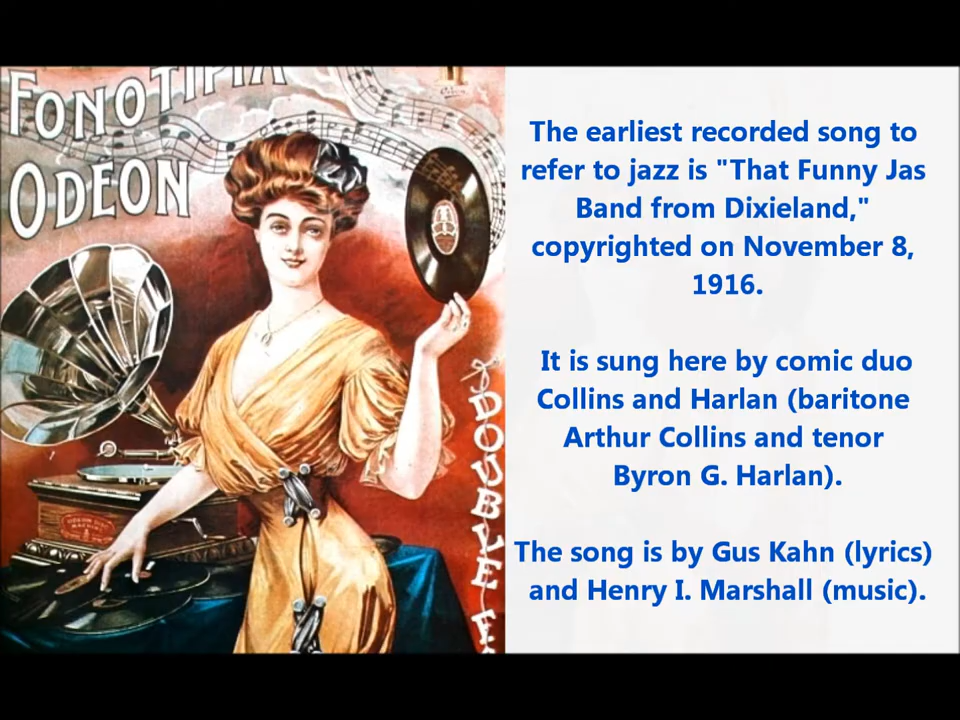 FONOTIPIA
ODEON
DOUBLE F
The earliest recorded song to
refer to jazz is "That Funny Jas
Band from Dixieland,"
copyrighted on November 8,
1916.
It is sung here by comic duo
Collins and Harlan (baritone
Arthur Collins and tenor
Byron G. Harlan).
The song is by Gus Kahn (lyrics)
and Henry I. Marshall (music).